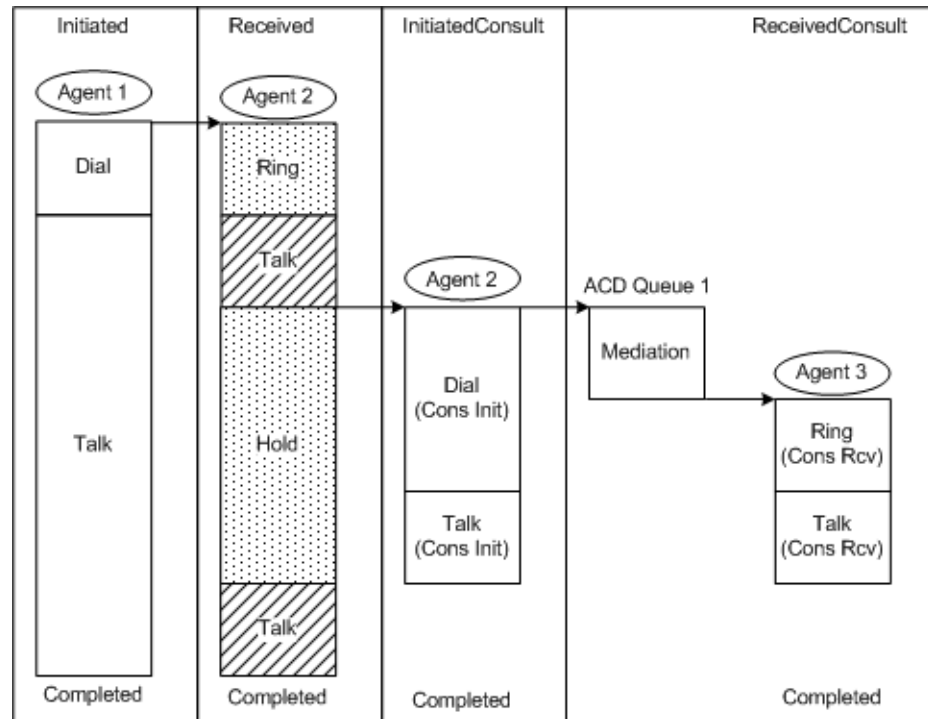 Initiated
Received
InitiatedConsult
ReceivedConsult
Agent 1
Dial
Talk
Completed
Agent 2
Ring
Talk
Hold
Talk
Completed
Agent 2
Dial
(Cons Init)
Talk
(Cons Init)
Completed
ACD Queue 1
Mediation
Agent 3
Ring
(Cons Rcv)
Talk
(Cons Rcv)
Completed